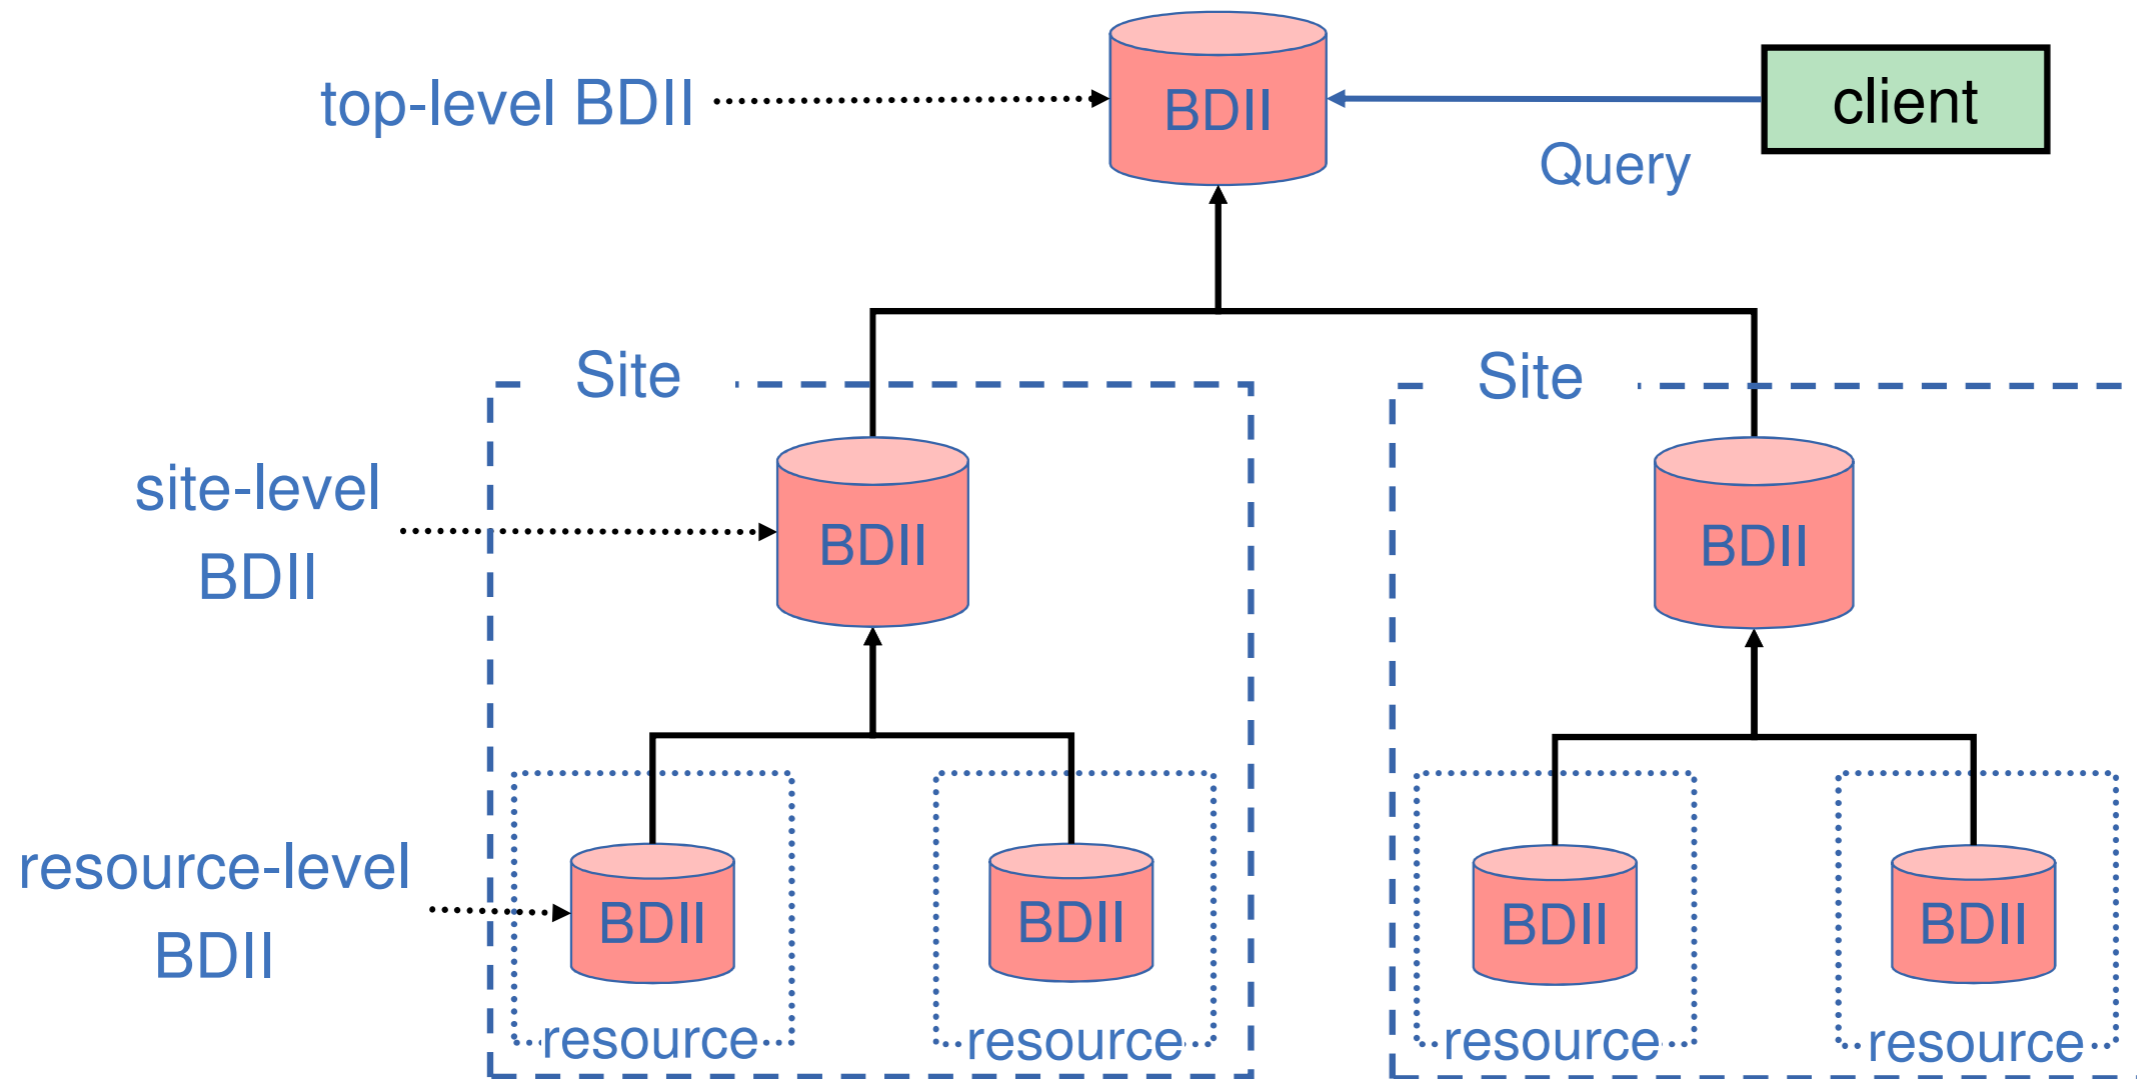 top-level BDII
BDII
client
Query
Site
Site
site-level
BDII
BDII
BDII
resource-level
BDII
BDII
BDII
BDII
BDII
resource
resource
resource
resource